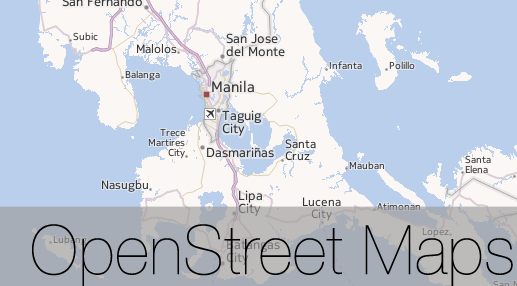 San Fernando
San Jose
del Monte
Subic
Malolos
Infanta
Polillo
Balanga
Manila
Taguig
City
Trece
Martires
City
Dasmariñas
Santa
Cruz
Mauban
Santa
Elena
Nasugbu
Lipa
City
Lucena
City
Atimonan
Lopez
Lubang
Batangas
City
OpenStreet Maps